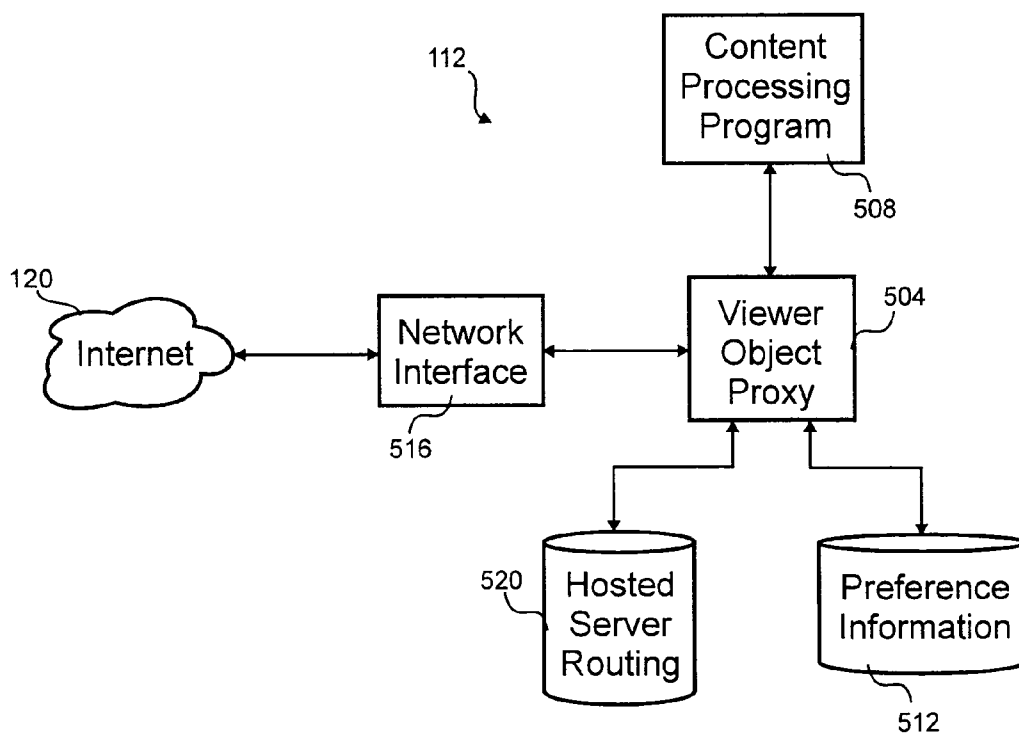 112
Content
Processing
Program
508
120
Internet
Network
Interface
516
Viewer
Object
Proxy
504
520
Hosted
Server
Routing
Preference
Information
512